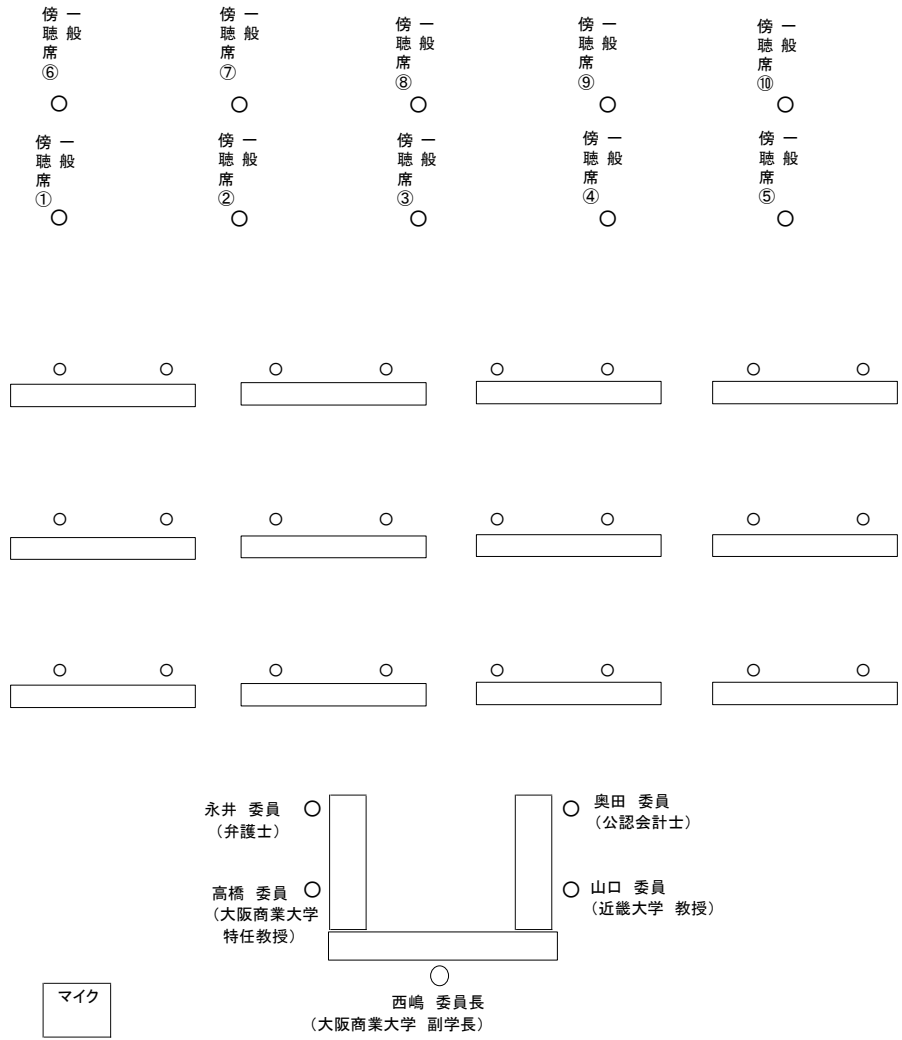 一般傍聴席⑥
一般傍聴席⑦
一般傍聴席⑧
一般傍聴席⑨
一般傍聴席⑩
一般傍聴席①
一般傍聴席②
一般傍聴席③
一般傍聴席④
一般傍聴席⑤
永井 委員
（弁護士）
奥田 委員
（公認会計士）
高橋 委員
（大阪商業大学
特任教授）
山口 委員
（近畿大学 教授）
西嶋 委員長
（大阪商業大学 副学長）
マイク